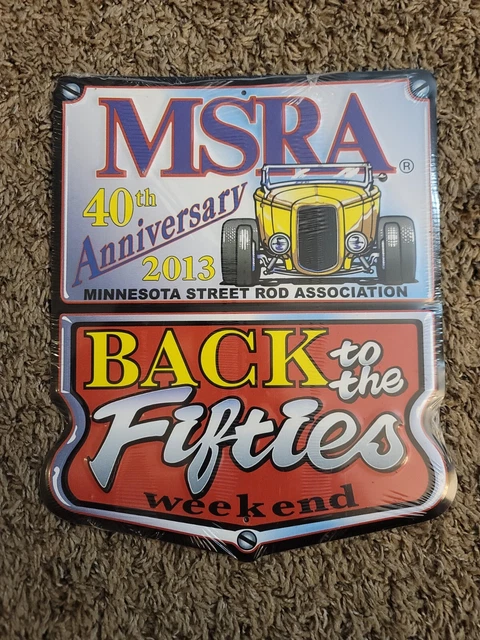 MSRA®
40th
Anniversary
2013
MINNESOTA STREET ROD ASSOCIATION
BACK to
the
Fifties
weekend